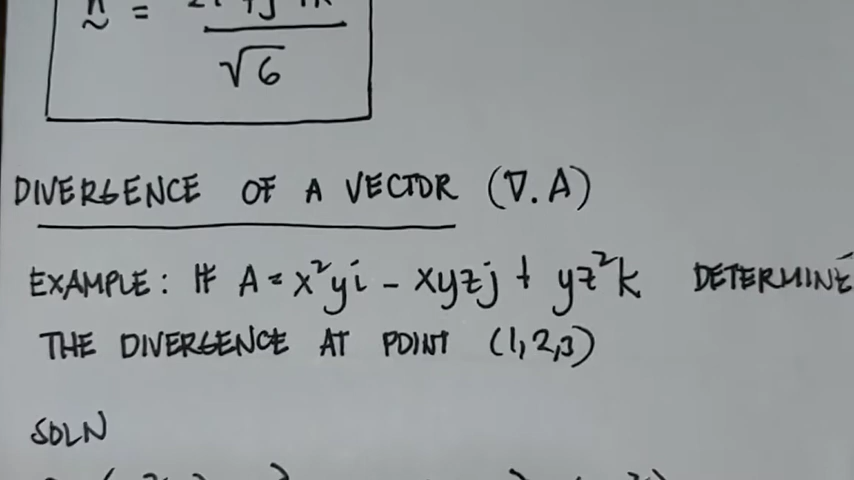 =
√6
DIVERGENCE OF A VECTOR (∇.A)
EXAMPLE: IF A = x²yi - xyzj + yz²k DETERMINE
THE DIVERGENCE AT POINT (1,2,3)
SOLN